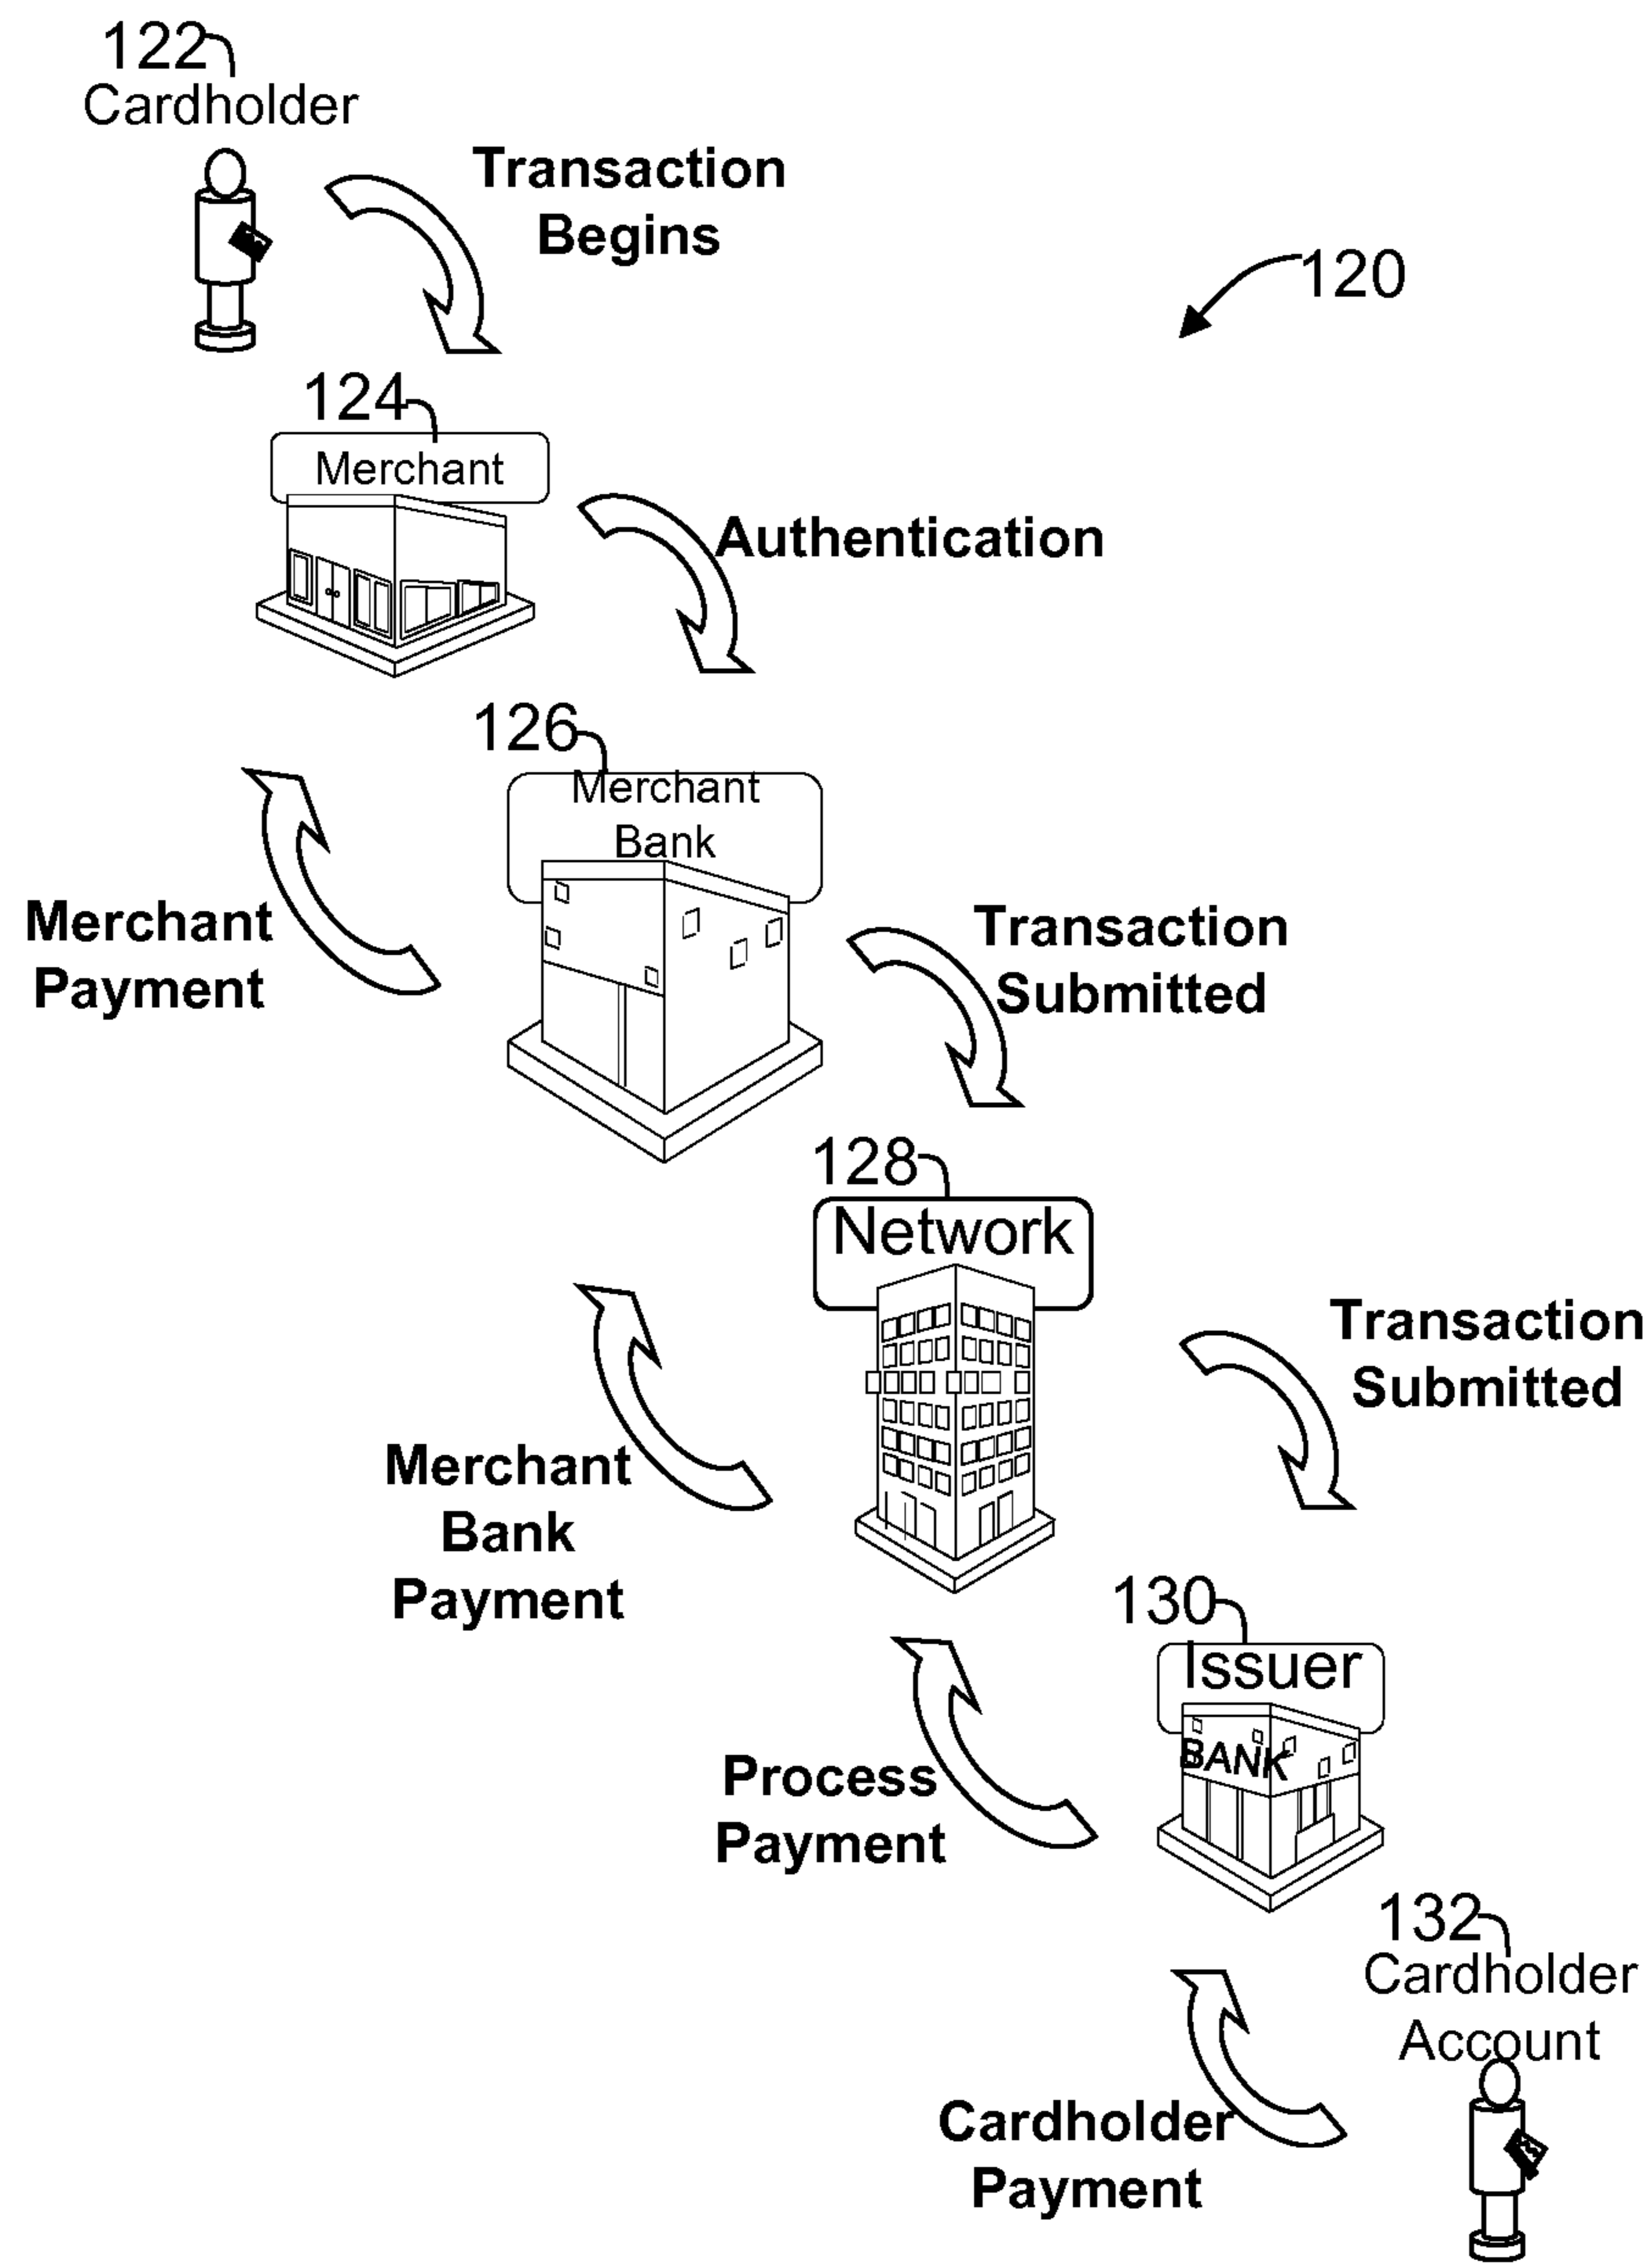 122
Cardholder
Transaction
Begins
120
124
Merchant
Authentication
126
Merchant
Bank
Merchant
Payment
Transaction
Submitted
128
Network
Transaction
Submitted
Merchant
Bank
Payment
130
Issuer
BANK
Process
Payment
132
Cardholder
Account
Cardholder
Payment